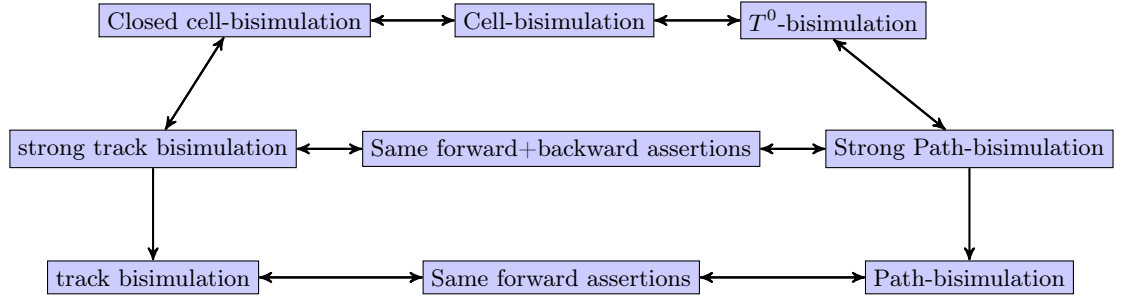 Closed cell-bisimulation
Cell-bisimulation
T⁰-bisimulation
strong track bisimulation
Same forward+backward assertions
Strong Path-bisimulation
track bisimulation
Same forward assertions
Path-bisimulation